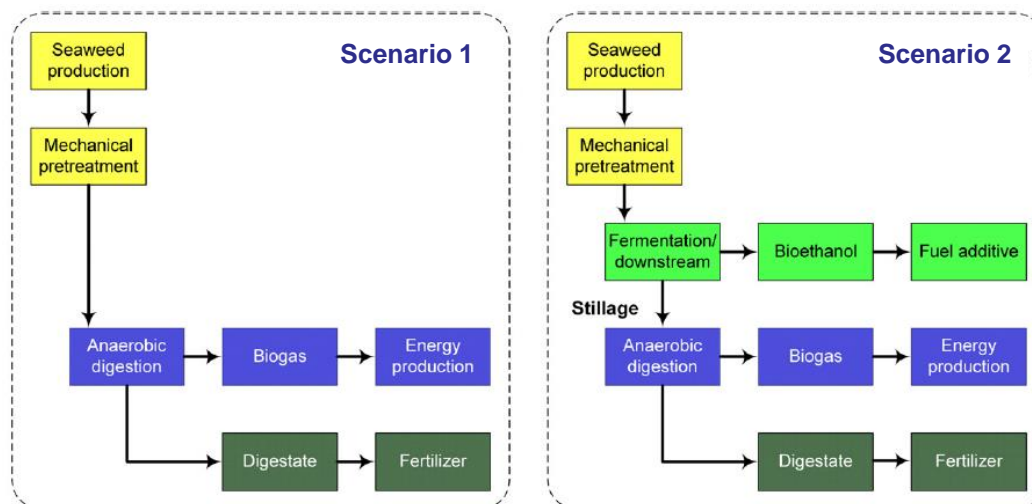 Scenario 1
Seaweed
production
Mechanical
pretreatment
Anaerobic
digestion
Biogas
Energy
production
Digestate
Fertilizer
Scenario 2
Seaweed
production
Mechanical
pretreatment
Fermentation/
downstream
Bioethanol
Fuel additive
Stillage
Anaerobic
digestion
Biogas
Energy
production
Digestate
Fertilizer